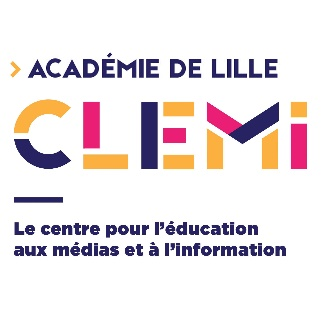 > ACADÉMIE DE LILLE
CLEMi
Le centre pour l'éducation
aux médias et à l'information